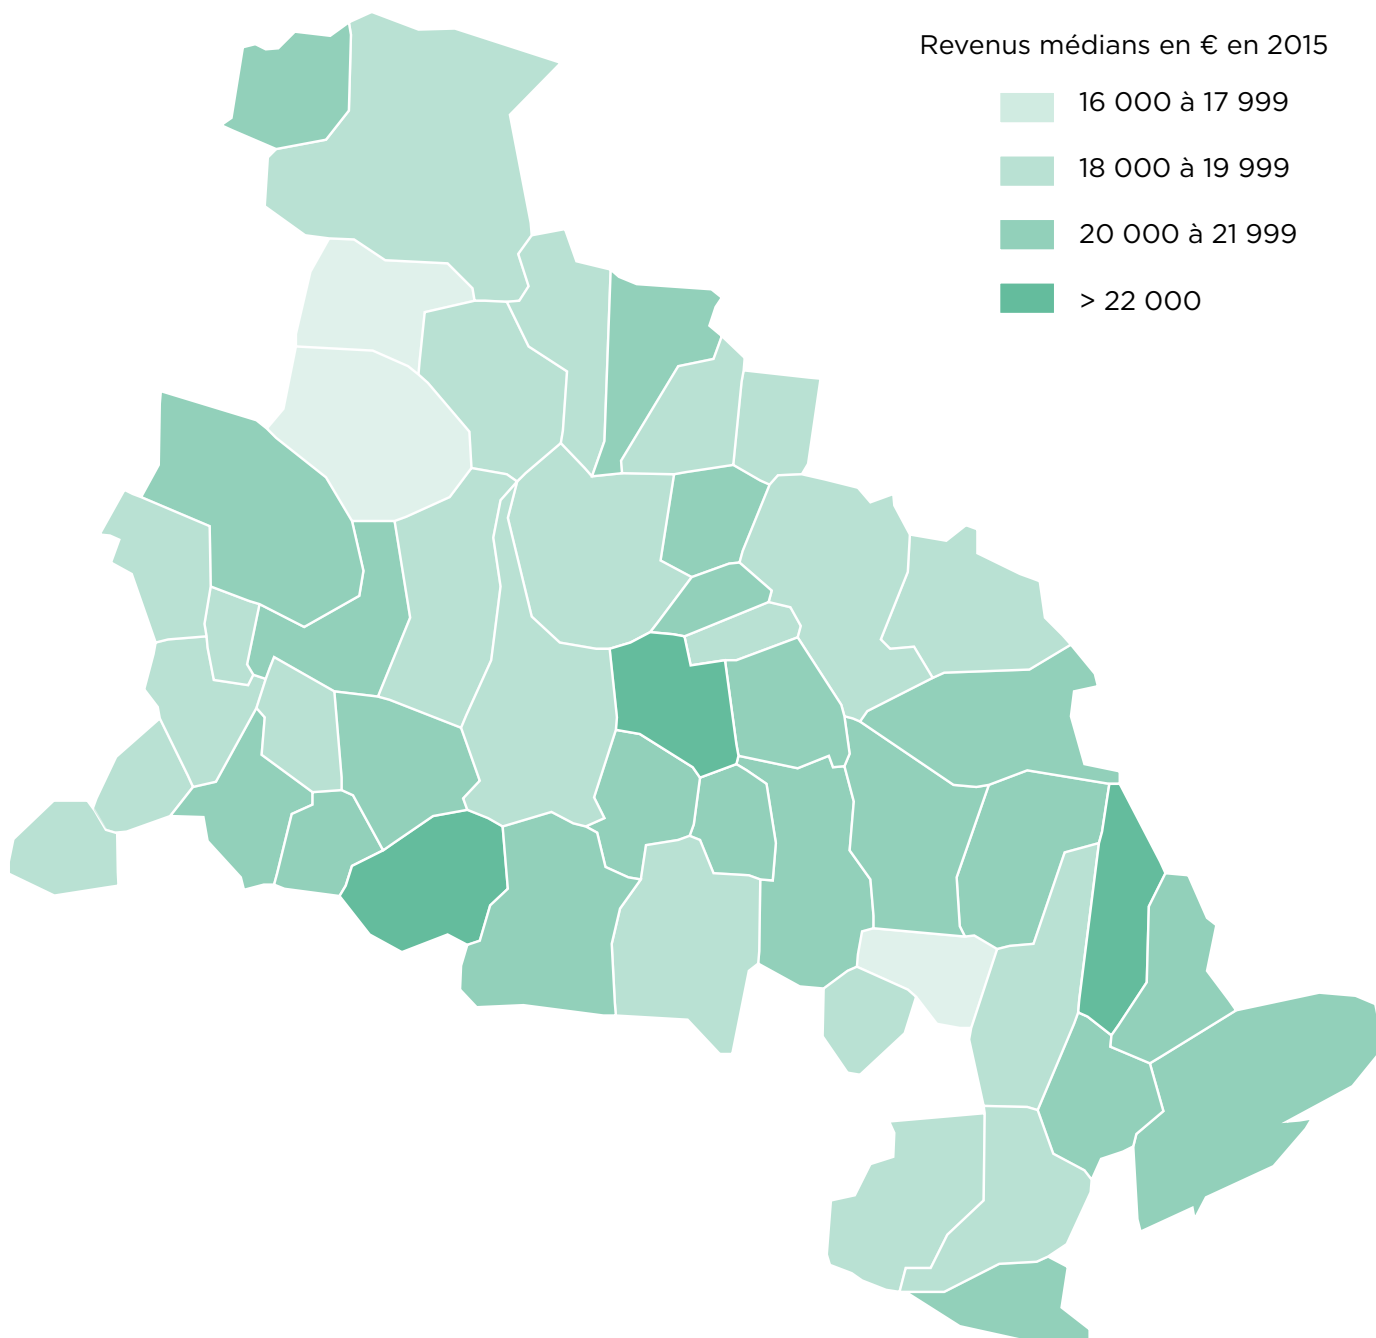 Revenus médians en € en 2015
16 000 à 17 999
18 000 à 19 999
20 000 à 21 999
> 22 000